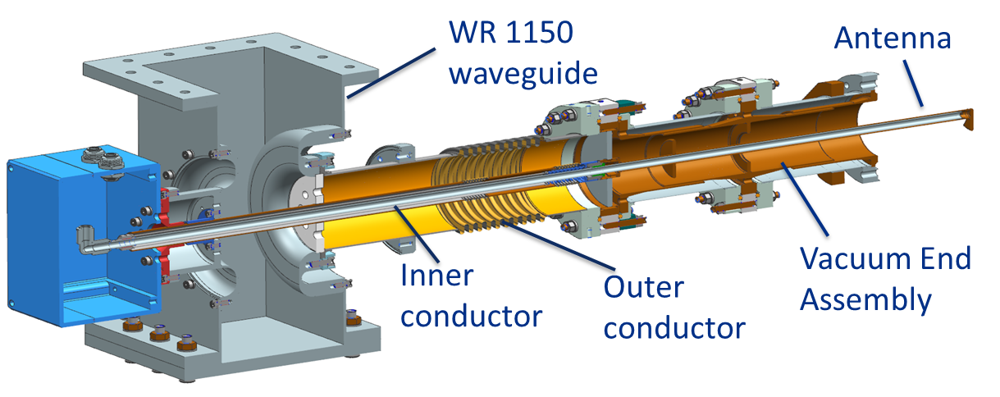 WR 1150
waveguide
Antenna
Inner
conductor
Outer
conductor
Vacuum End
Assembly